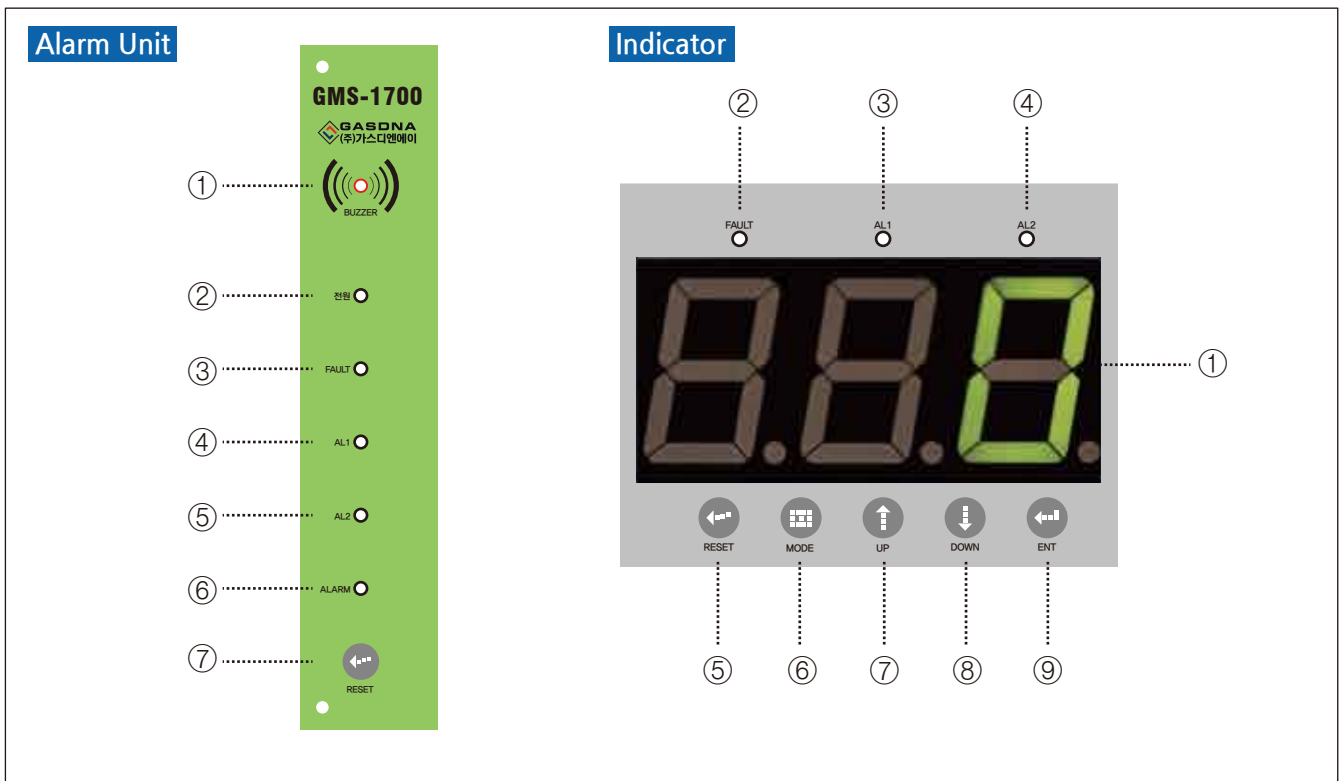 Alarm Unit
GMS-1700
GASDNA
(주)가스디엔에이
①
BUZZER
② 전원
③ FAULT
④ AL1
⑤ AL2
⑥ ALARM
⑦
RESET
Indicator
② ③ ④
FAULT AL1 AL2
0
①
RESET MODE UP DOWN ENT
⑤ ⑥ ⑦ ⑧ ⑨